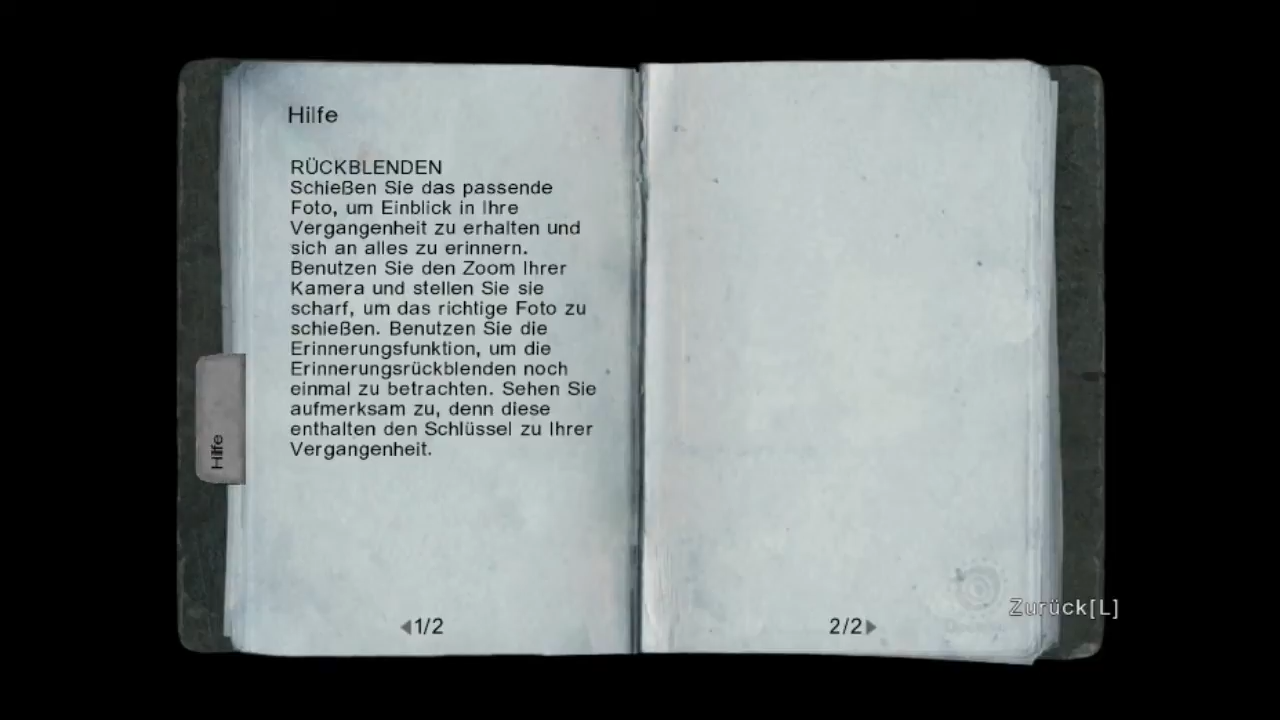 Hilfe
RÜCKBLENDEN
Schießen Sie das passende
Foto, um Einblick in Ihre
Vergangenheit zu erhalten und
sich an alles zu erinnern.
Benutzen Sie den Zoom Ihrer
Kamera und stellen Sie sie
scharf, um das richtige Foto zu
schießen. Benutzen Sie die
Erinnerungsfunktion, um die
Erinnerungsrückblenden noch
einmal zu betrachten. Sehen Sie
aufmerksam zu, denn diese
enthalten den Schlüssel zu Ihrer
Vergangenheit.
Hilfe
1/2
2/2
Zurück[L]